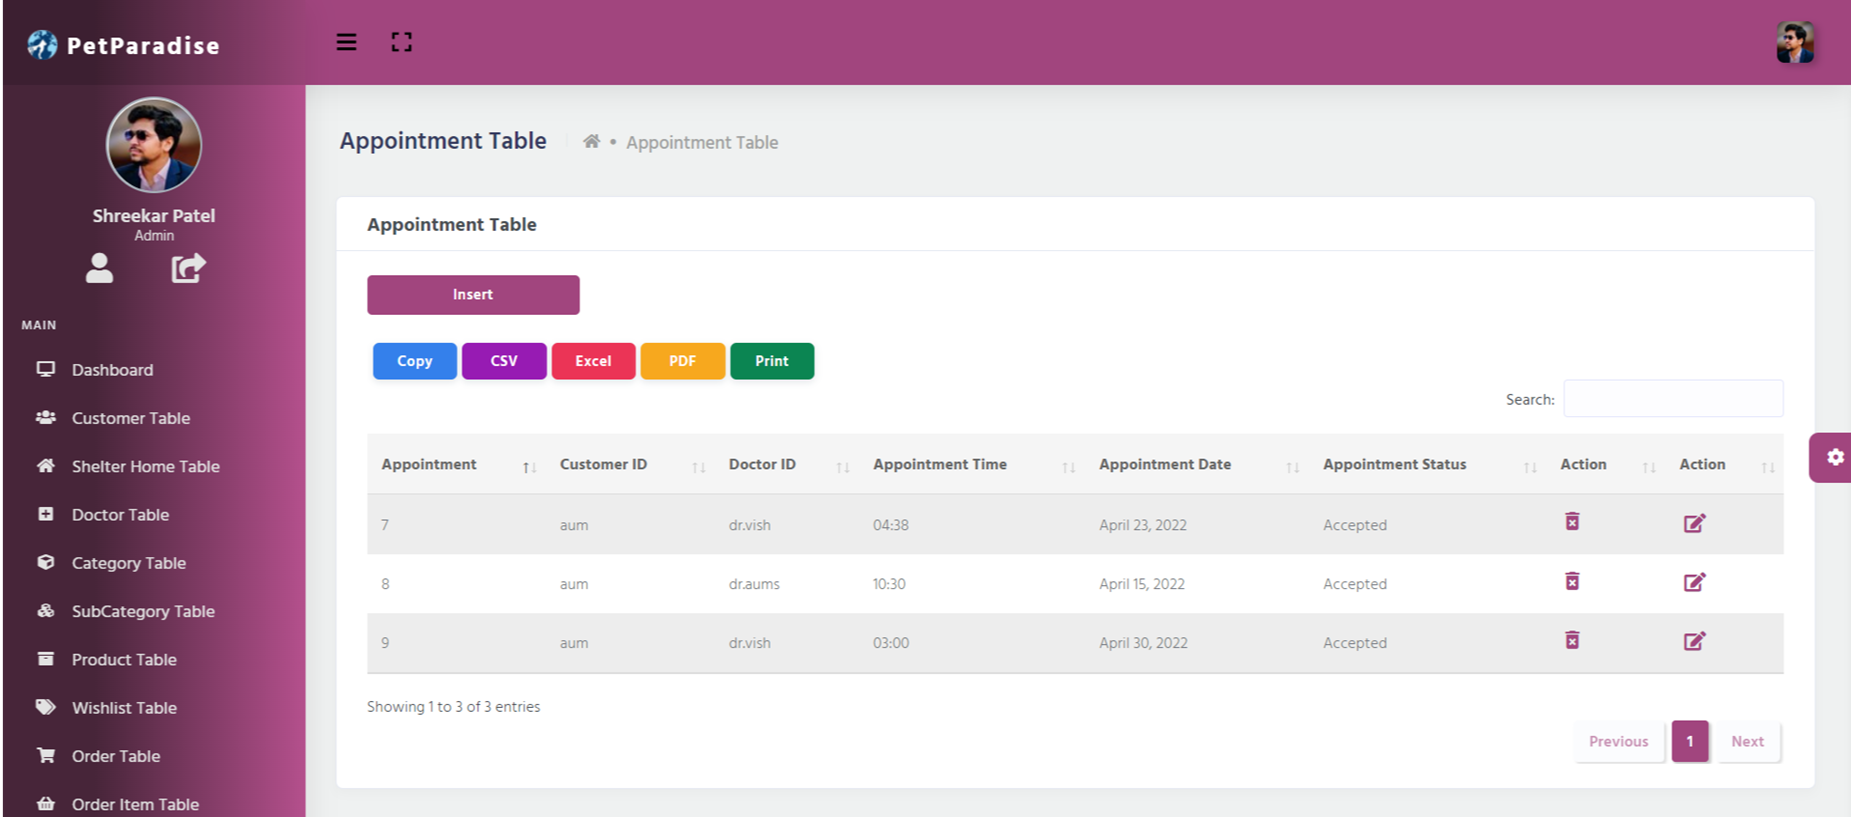 PetParadise
Shreekar Patel
Admin
MAIN
Dashboard
Customer Table
Shelter Home Table
Doctor Table
Category Table
SubCategory Table
Product Table
Wishlist Table
Order Table
Order Item Table
Appointment Table • Appointment Table
Appointment Table
Insert
Copy CSV Excel PDF Print
Search:
Appointment Customer ID Doctor ID Appointment Time Appointment Date Appointment Status Action Action
7 aum dr.vish 04:38 April 23, 2022 Accepted
8 aum dr.aums 10:30 April 15, 2022 Accepted
9 aum dr.vish 03:00 April 30, 2022 Accepted
Showing 1 to 3 of 3 entries
Previous 1 Next